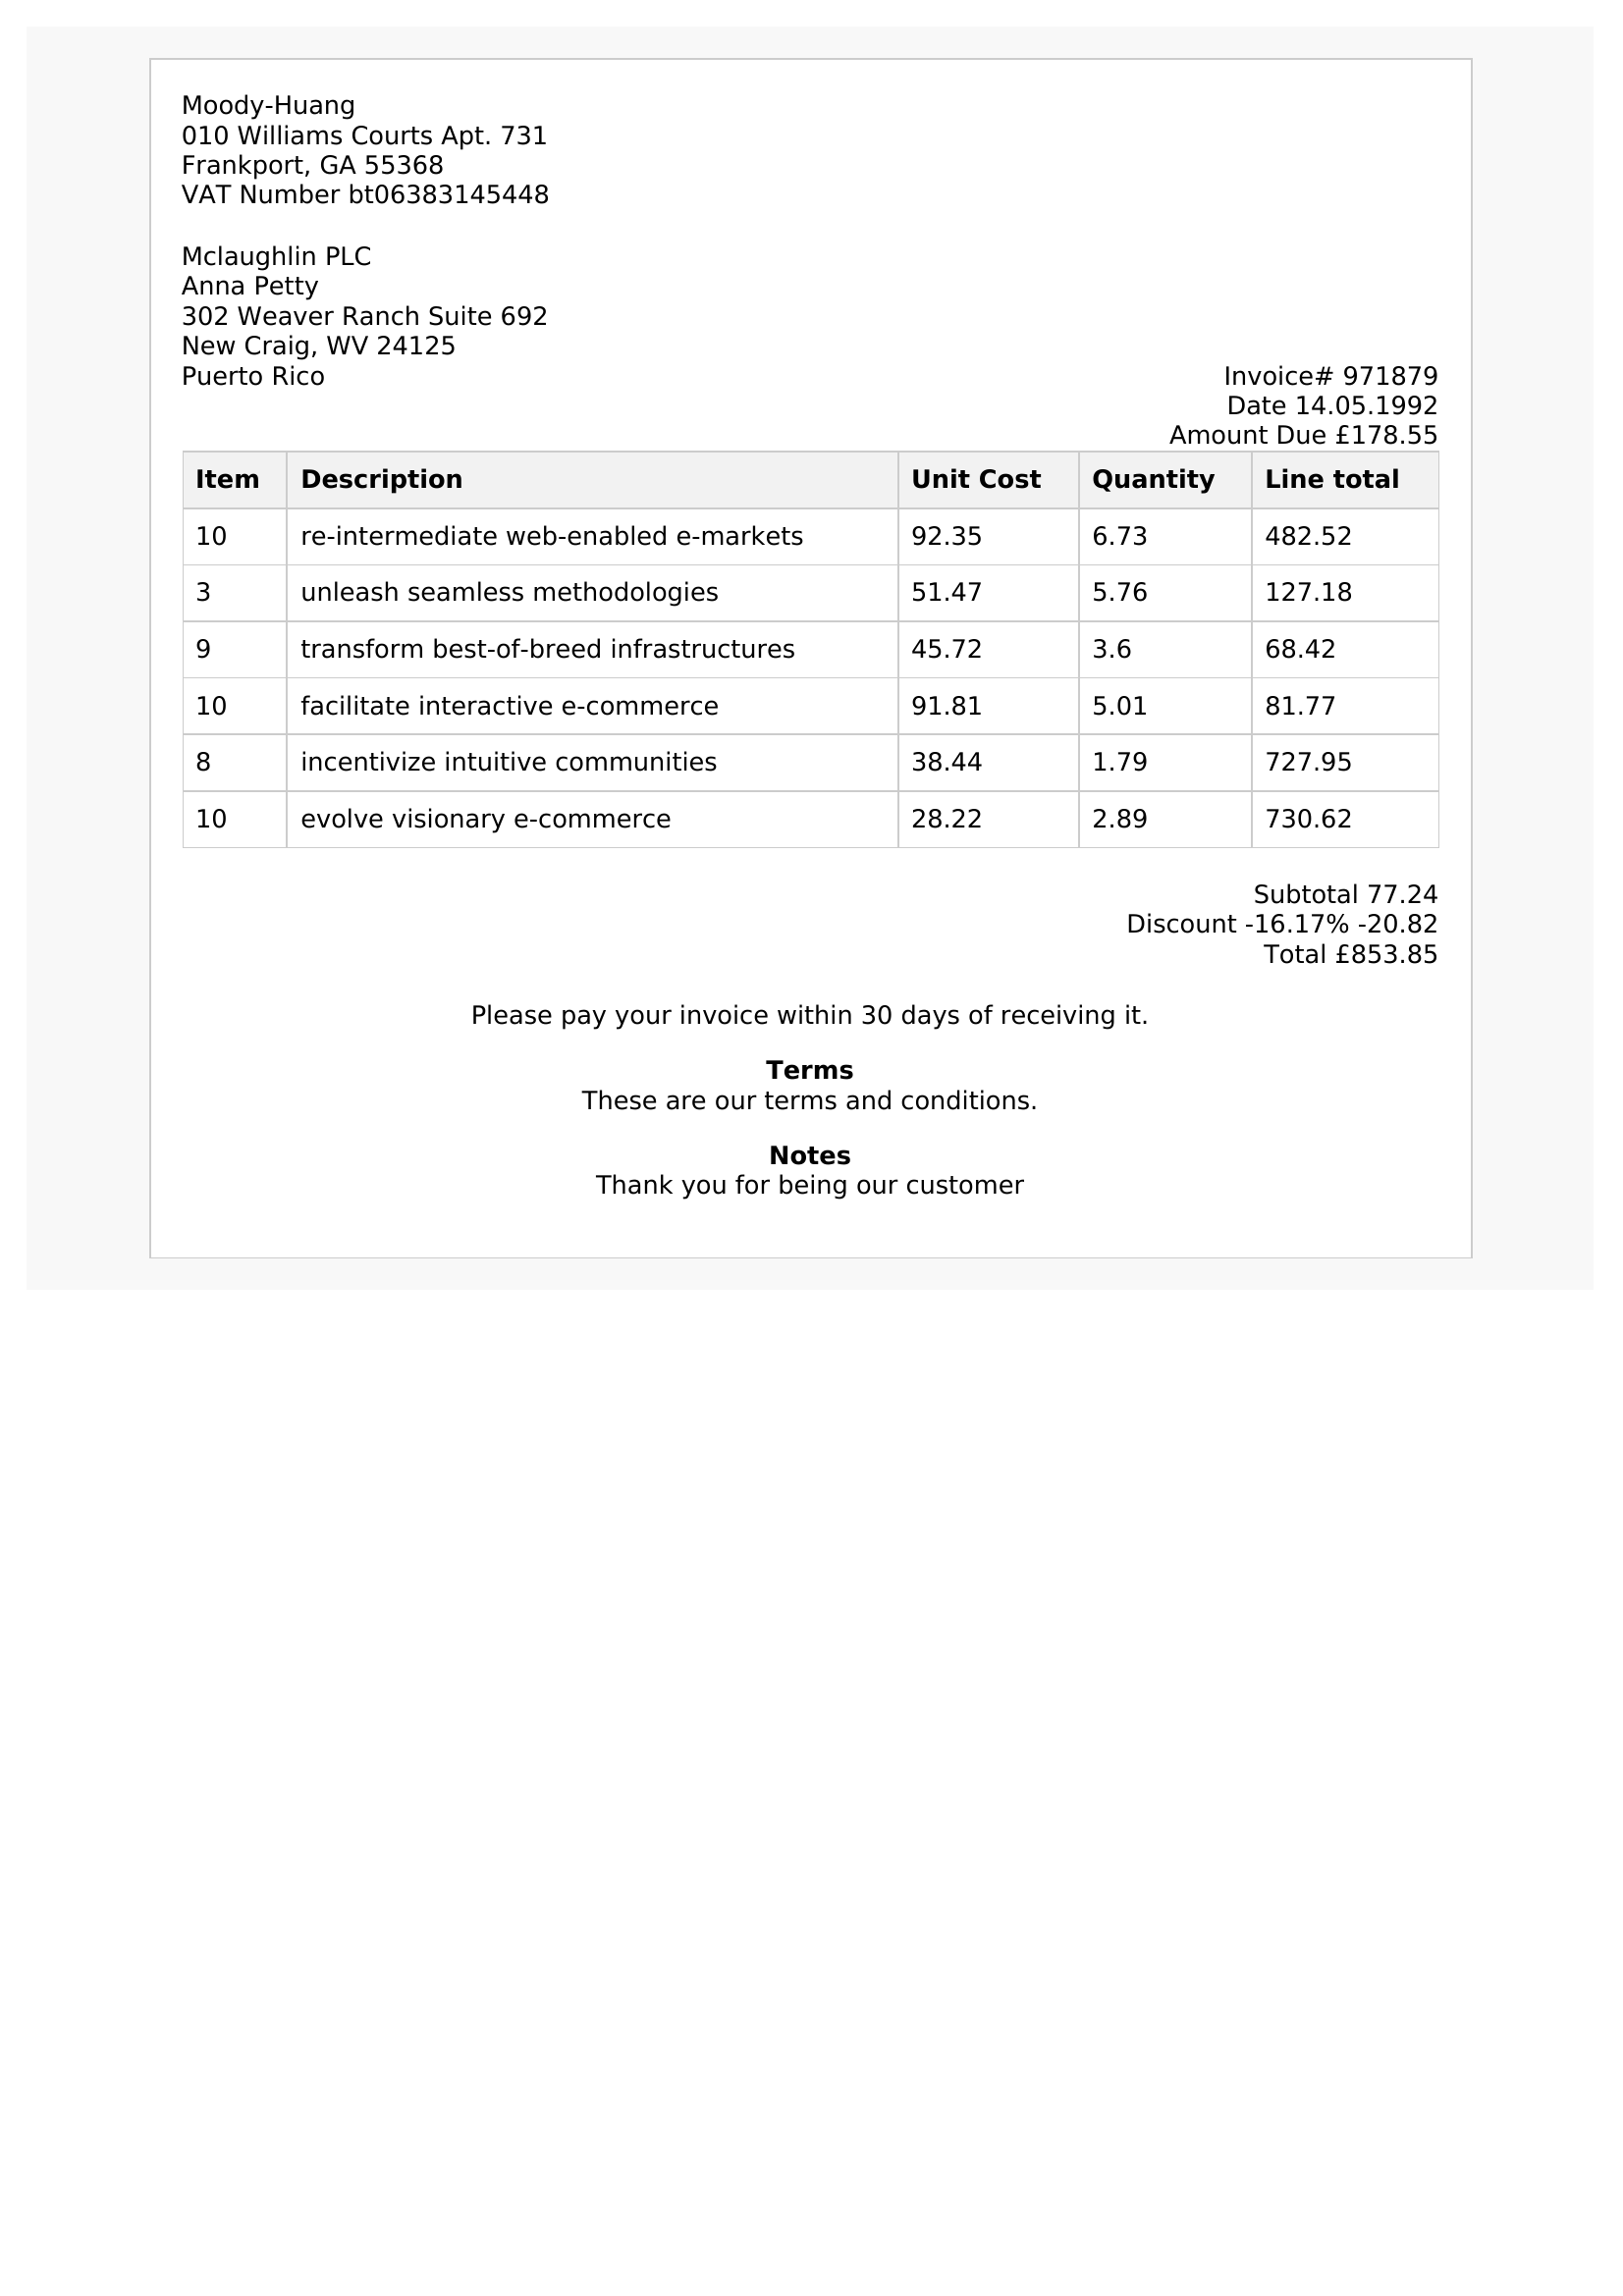 Moody-Huang
010 Williams Courts Apt. 731
Frankport, GA 55368
VAT Number bt06383145448
Mclaughlin PLC
Anna Petty
302 Weaver Ranch Suite 692
New Craig, WV 24125
Puerto Rico
Invoice# 971879
Date 14.05.1992
Amount Due £178.55
Item Description Unit Cost Quantity Line total
10 re-intermediate web-enabled e-markets 92.35 6.73 482.52
3 unleash seamless methodologies 51.47 5.76 127.18
9 transform best-of-breed infrastructures 45.72 3.6 68.42
10 facilitate interactive e-commerce 91.81 5.01 81.77
8 incentivize intuitive communities 38.44 1.79 727.95
10 evolve visionary e-commerce 28.22 2.89 730.62
Subtotal 77.24
Discount -16.17% -20.82
Total £853.85
Please pay your invoice within 30 days of receiving it.
Terms
These are our terms and conditions.
Notes
Thank you for being our customer